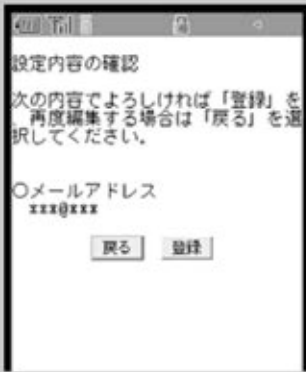 設定内容の確認
次の内容でよろしければ「登録」を
、再度編集する場合は「戻る」を選
択してください。
○メールアドレス
xxx@xxx
戻る 登録